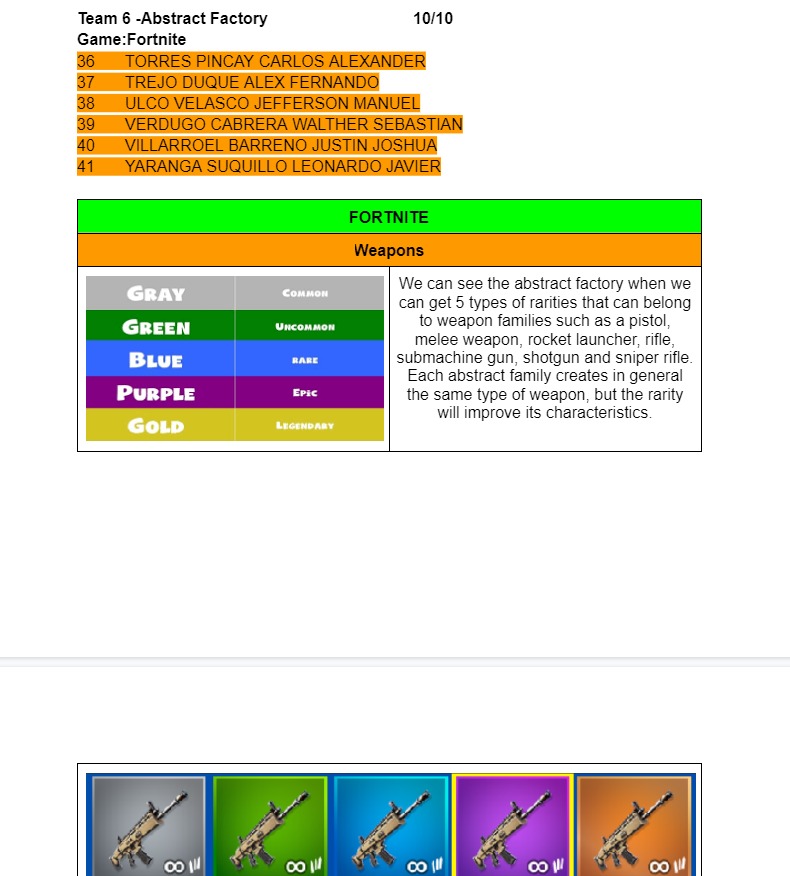 Team 6 -Abstract Factory 10/10
Game:Fortnite
36 TORRES PINCAY CARLOS ALEXANDER
37 TREJO DUQUE ALEX FERNANDO
38 ULCO VELASCO JEFFERSON MANUEL
39 VERDUGO CABRERA WALTHER SEBASTIAN
40 VILLARROEL BARRENO JUSTIN JOSHUA
41 YARANGA SUQUILLO LEONARDO JAVIER
FORTNITE
Weapons
GRAY COMMON
GREEN UNCOMMON
BLUE RARE
PURPLE EPIC
GOLD LEGENDARY
We can see the abstract factory when we
can get 5 types of rarities that can belong
to weapon families such as a pistol,
melee weapon, rocket launcher, rifle,
submachine gun, shotgun and sniper rifle.
Each abstract family creates in general
the same type of weapon, but the rarity
will improve its characteristics.
∞ ∞ ∞ ∞ ∞